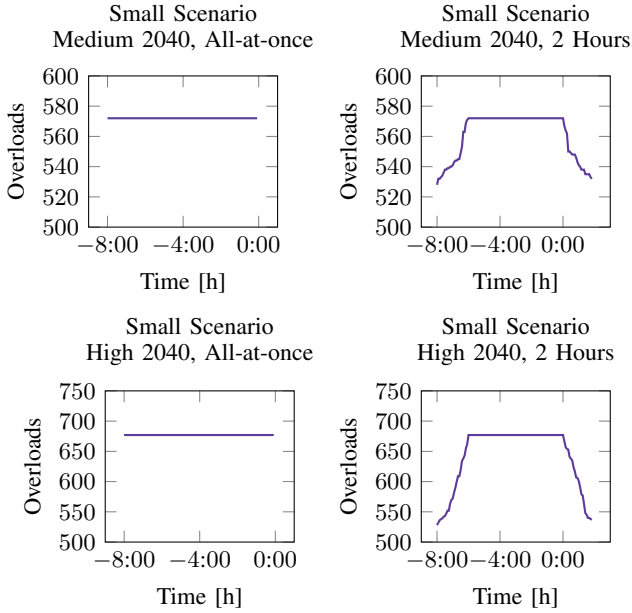 Small Scenario
Medium 2040, All-at-once
600
580
560
540
520
500
Overloads
−8:00 −4:00 0:00
Time [h]
Small Scenario
Medium 2040, 2 Hours
600
580
560
540
520
500
Overloads
−8:00 −4:00 0:00
Time [h]
Small Scenario
High 2040, All-at-once
750
700
650
600
550
500
Overloads
−8:00 −4:00 0:00
Time [h]
Small Scenario
High 2040, 2 Hours
750
700
650
600
550
500
Overloads
−8:00 −4:00 0:00
Time [h]